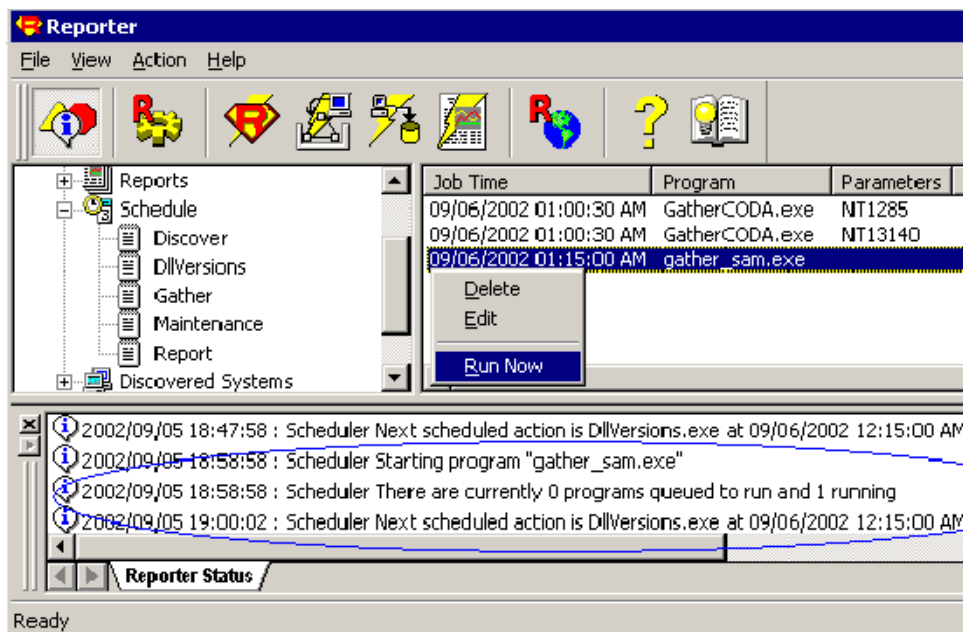 Reporter
File View Action Help
Reports
Schedule
Discover
DllVersions
Gather
Maintenance
Report
Discovered Systems
Job Time Program Parameters
09/06/2002 01:00:30 AM GatherCODA.exe NT1285
09/06/2002 01:00:30 AM GatherCODA.exe NT13140
09/06/2002 01:15:00 AM gather_sam.exe
Delete
Edit
Run Now
2002/09/05 18:47:58 : Scheduler Next scheduled action is DllVersions.exe at 09/06/2002 12:15:00 AM
2002/09/05 18:58:58 : Scheduler Starting program "gather_sam.exe"
2002/09/05 18:58:58 : Scheduler There are currently 0 programs queued to run and 1 running
2002/09/05 19:00:02 : Scheduler Next scheduled action is DllVersions.exe at 09/06/2002 12:15:00 AM
Reporter Status
Ready